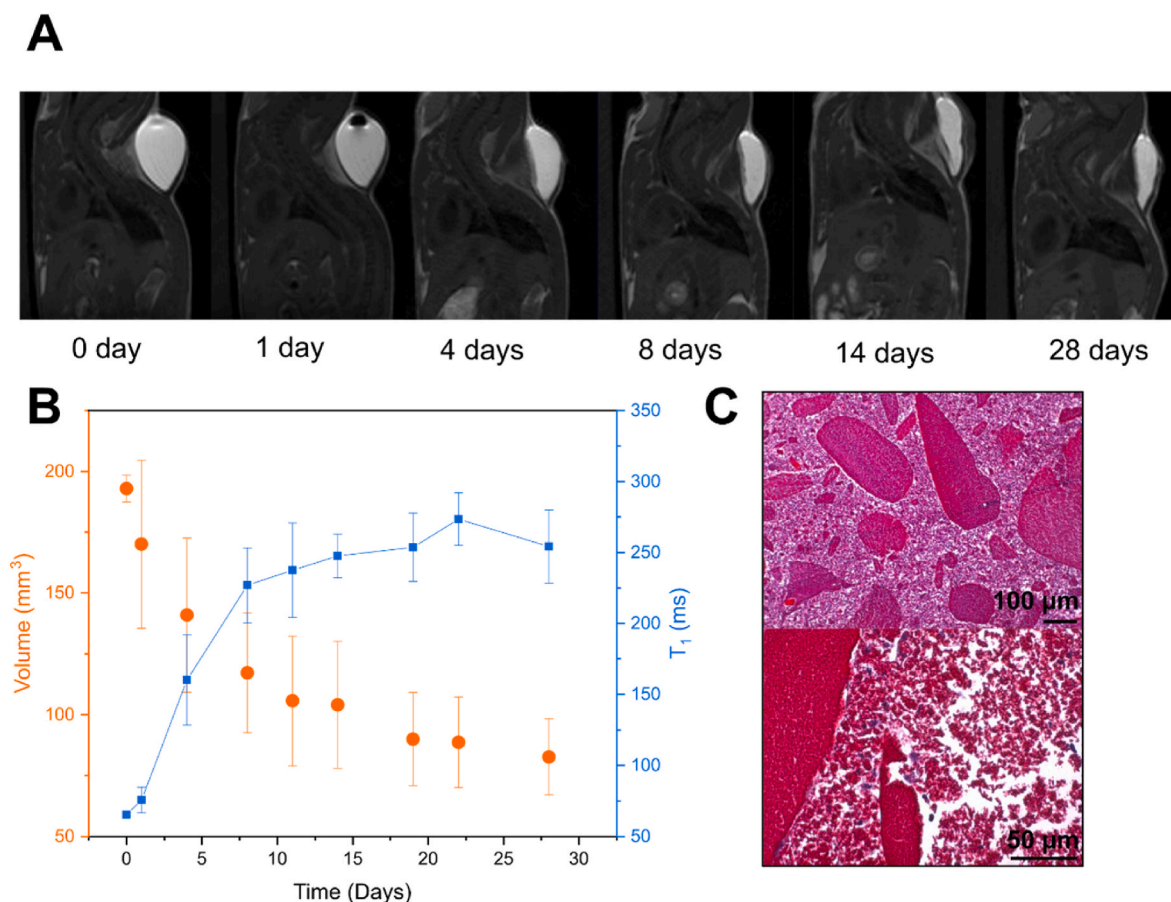 A
0 day
1 day
4 days
8 days
14 days
28 days
B
Volume (mm³)
200
150
100
50
0
5
10
15
20
25
30
Time (Days)
350
300
250
200
150
100
50
T₁ (ms)
C
100 µm
50 µm